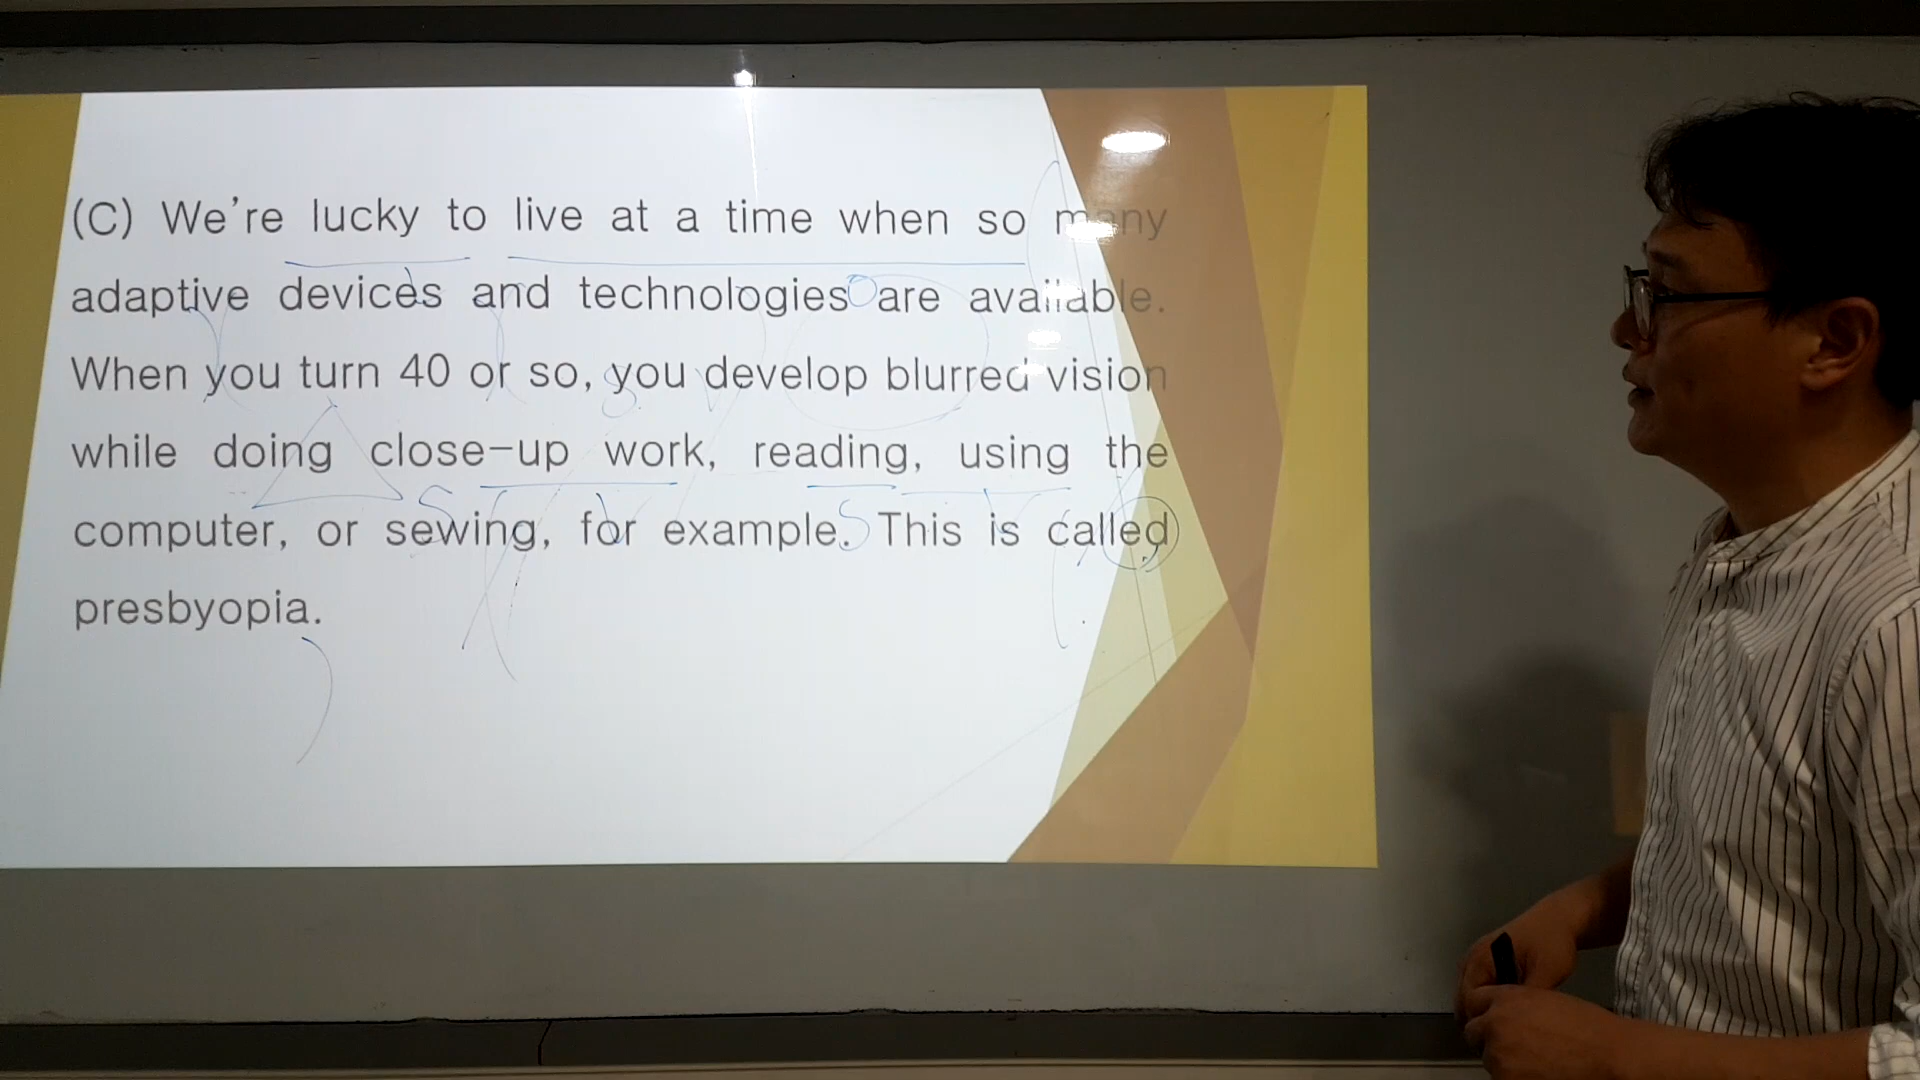 (C) We're lucky to live at a time when so many
adaptive devices and technologies are available.
When you turn 40 or so, you develop blurred vision
while doing close-up work, reading, using the
computer, or sewing, for example. This is called
presbyopia.